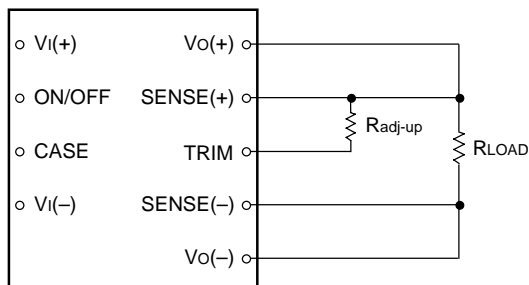 VI(+)
VO(+)
ON/OFF
SENSE(+)
Radj-up
RLOAD
CASE
TRIM
VI(–)
SENSE(–)
VO(–)